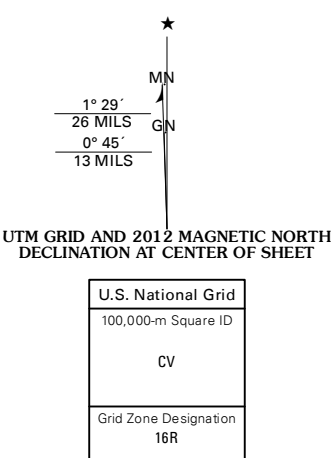 ★
MN
1° 29´
26 MILS
GN
0° 45´
13 MILS
UTM GRID AND 2012 MAGNETIC NORTH
DECLINATION AT CENTER OF SHEET
U.S. National Grid
100,000-m Square ID
CV
Grid Zone Designation
16R